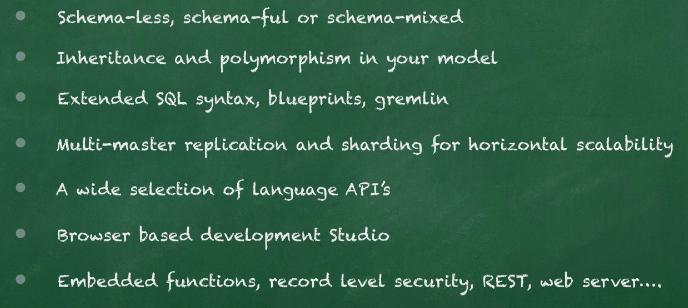 Schema-less, schema-ful or schema-mixed
Inheritance and polymorphism in your model
Extended SQL syntax, blueprints, gremlin
Multi-master replication and sharding for horizontal scalability
A wide selection of language API's
Browser based development Studio
Embedded functions, record level security, REST, web server....